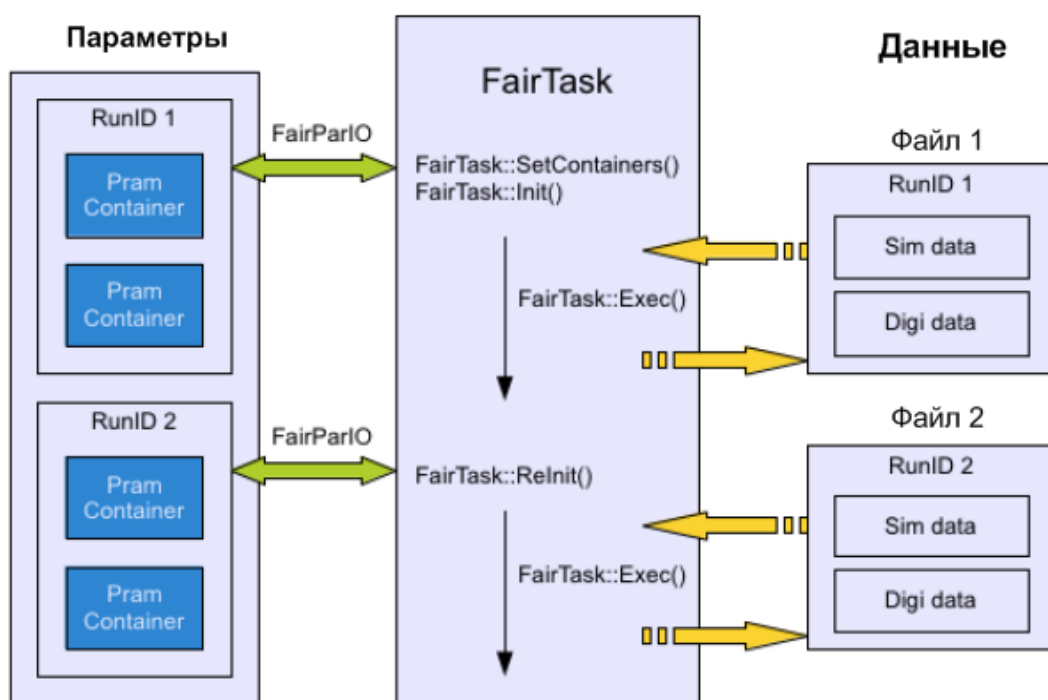 Параметры
RunID 1
Pram
Container
Pram
Container
RunID 2
Pram
Container
Pram
Container
FairParIO
FairParIO
FairTask
FairTask::SetContainers()
FairTask::Init()
FairTask::Exec()
FairTask::ReInit()
FairTask::Exec()
Данные
Файл 1
RunID 1
Sim data
Digi data
Файл 2
RunID 2
Sim data
Digi data